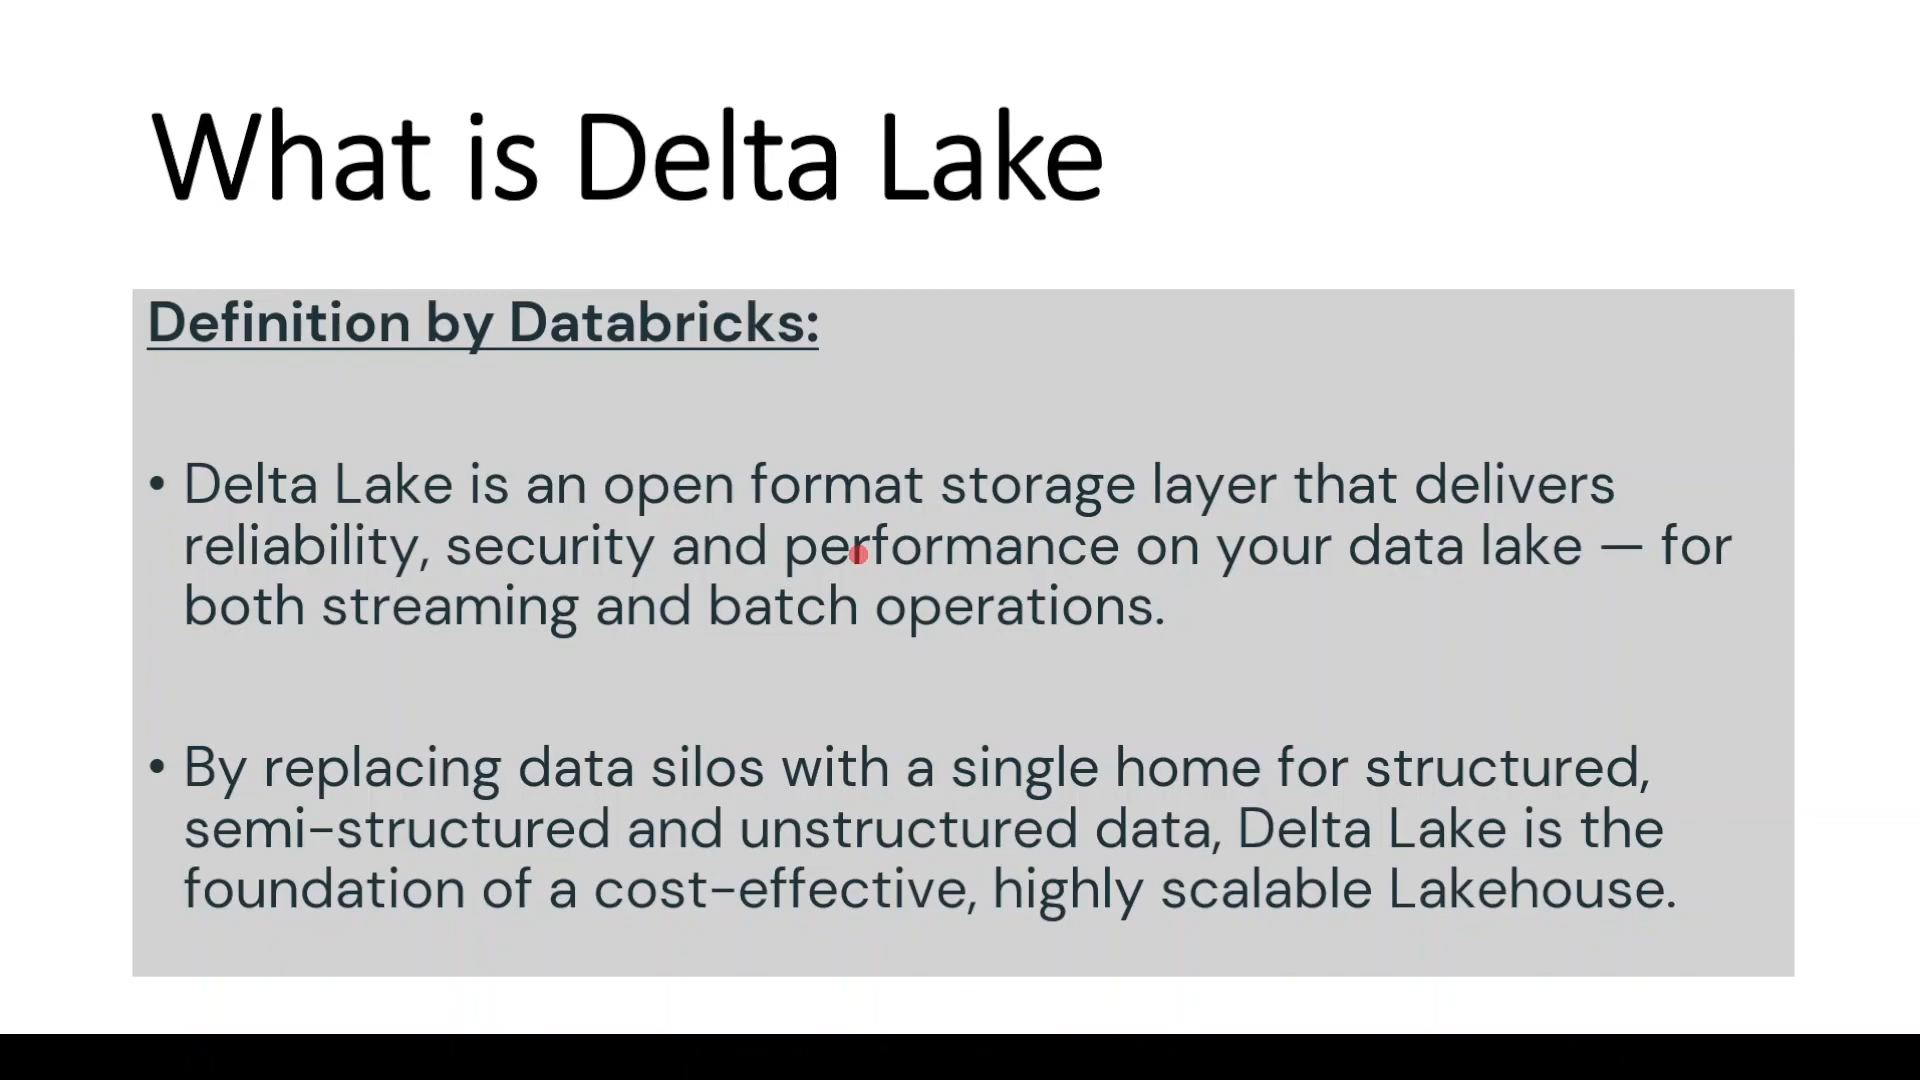 What is Delta Lake
Definition by Databricks:
• Delta Lake is an open format storage layer that delivers
reliability, security and performance on your data lake — for
both streaming and batch operations.
• By replacing data silos with a single home for structured,
semi-structured and unstructured data, Delta Lake is the
foundation of a cost-effective, highly scalable Lakehouse.